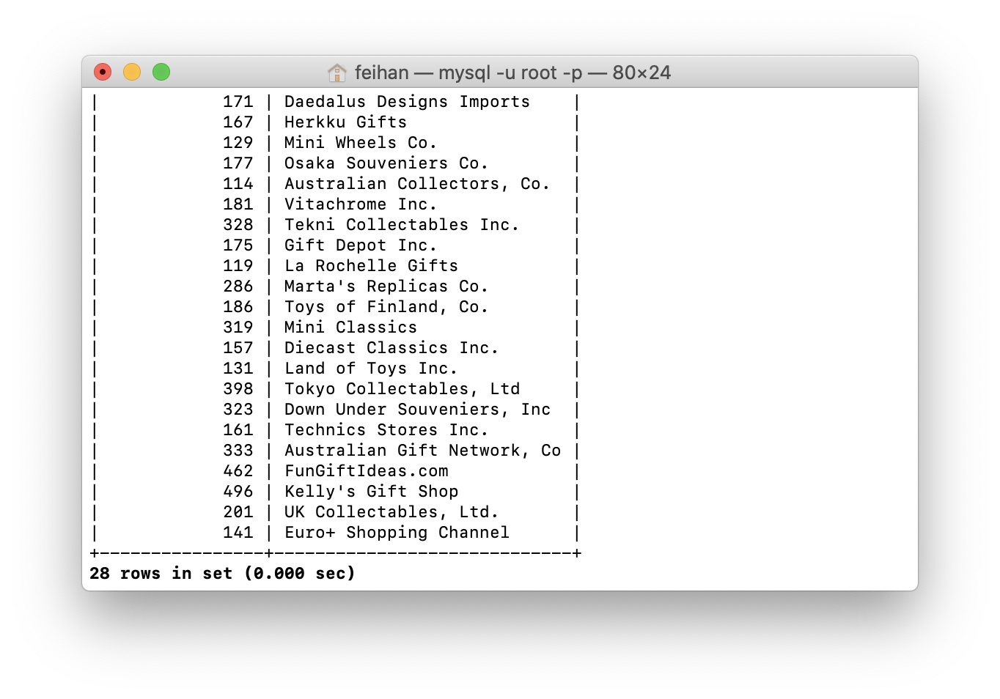 feihan — mysql -u root -p — 80×24
|             171 | Daedalus Designs Imports    |
|             167 | Herkku Gifts                |
|             129 | Mini Wheels Co.             |
|             177 | Osaka Souveniers Co.        |
|             114 | Australian Collectors, Co.  |
|             181 | Vitachrome Inc.             |
|             328 | Tekni Collectables Inc.     |
|             175 | Gift Depot Inc.             |
|             119 | La Rochelle Gifts           |
|             286 | Marta's Replicas Co.        |
|             186 | Toys of Finland, Co.        |
|             319 | Mini Classics               |
|             157 | Diecast Classics Inc.       |
|             131 | Land of Toys Inc.           |
|             398 | Tokyo Collectables, Ltd     |
|             323 | Down Under Souveniers, Inc  |
|             161 | Technics Stores Inc.        |
|             333 | Australian Gift Network, Co |
|             462 | FunGiftIdeas.com            |
|             496 | Kelly's Gift Shop           |
|             201 | UK Collectables, Ltd.       |
|             141 | Euro+ Shopping Channel      |
+----------------+-----------------------------+
28 rows in set (0.000 sec)